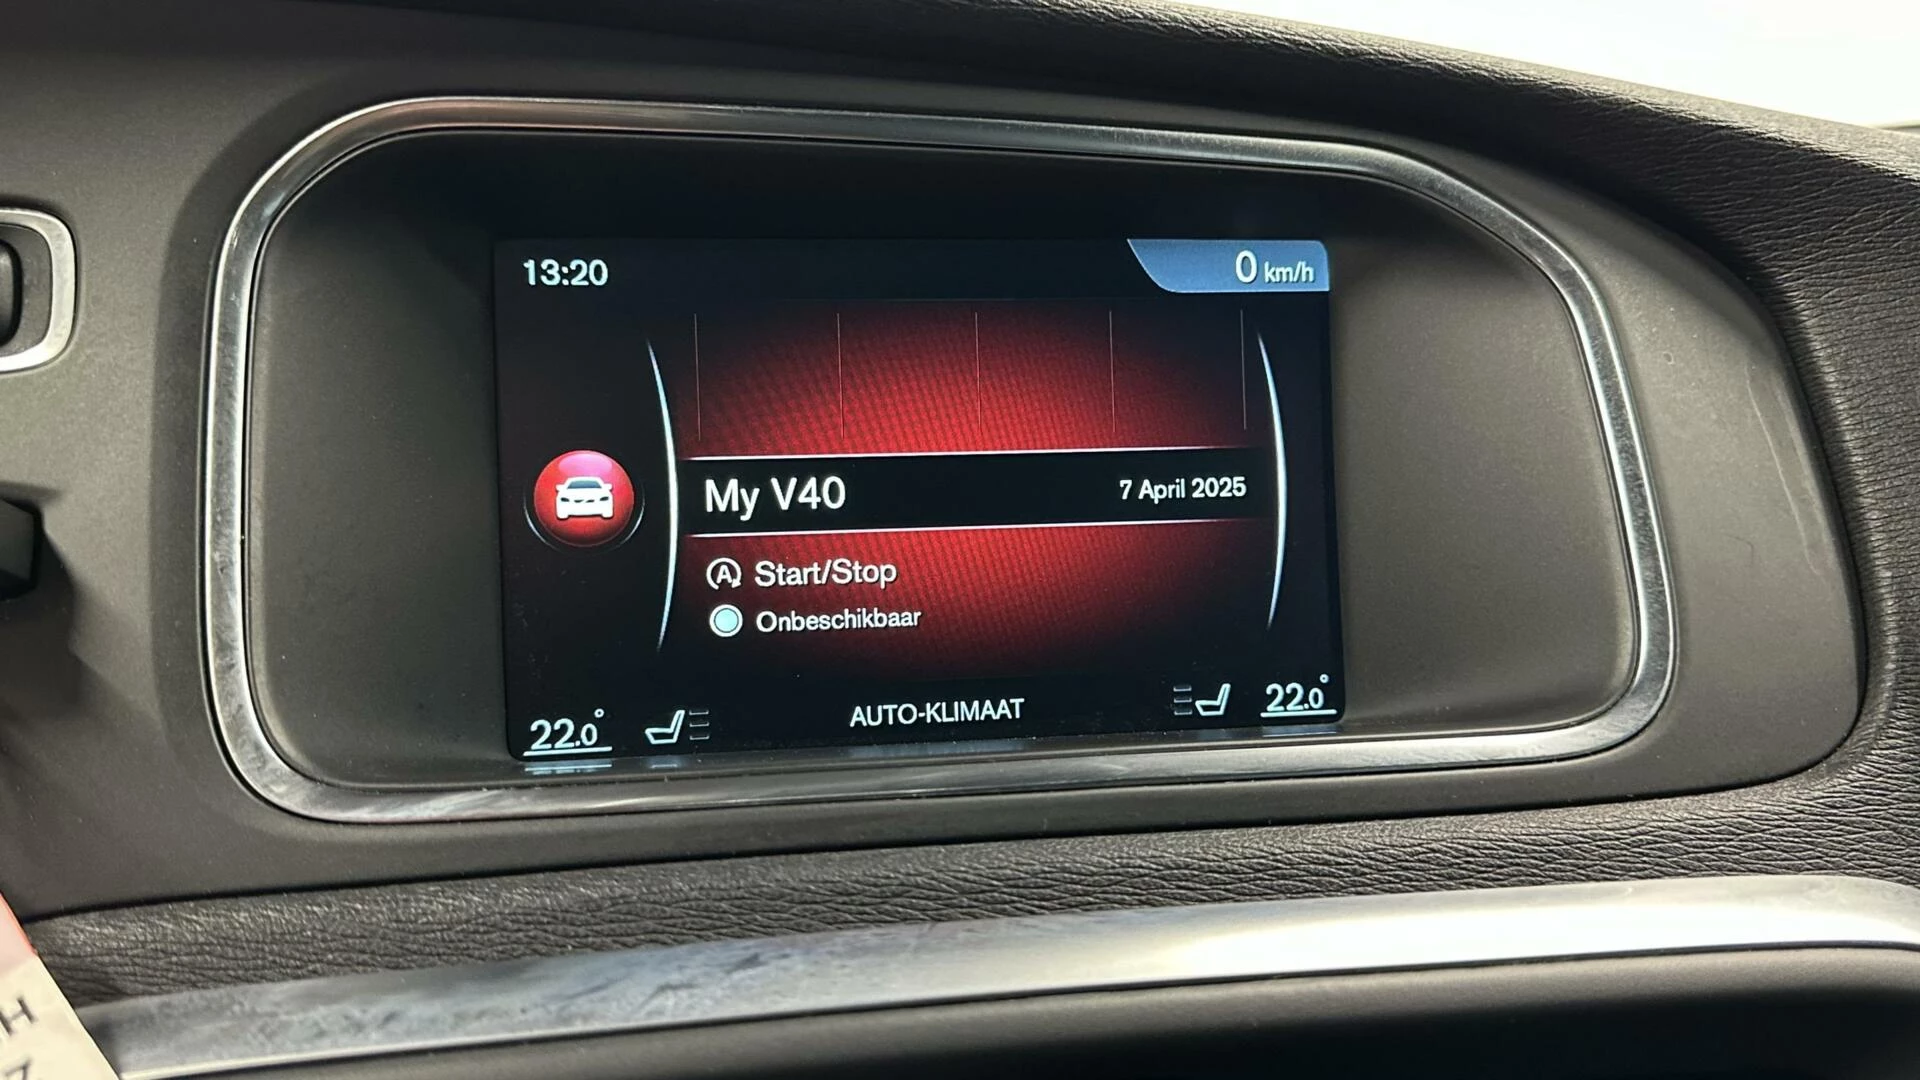 13:20
0 km/h
My V40
7 April 2025
A Start/Stop
Onbeschikbaar
22.0°
AUTO-KLIMAAT
22.0°
H
Z